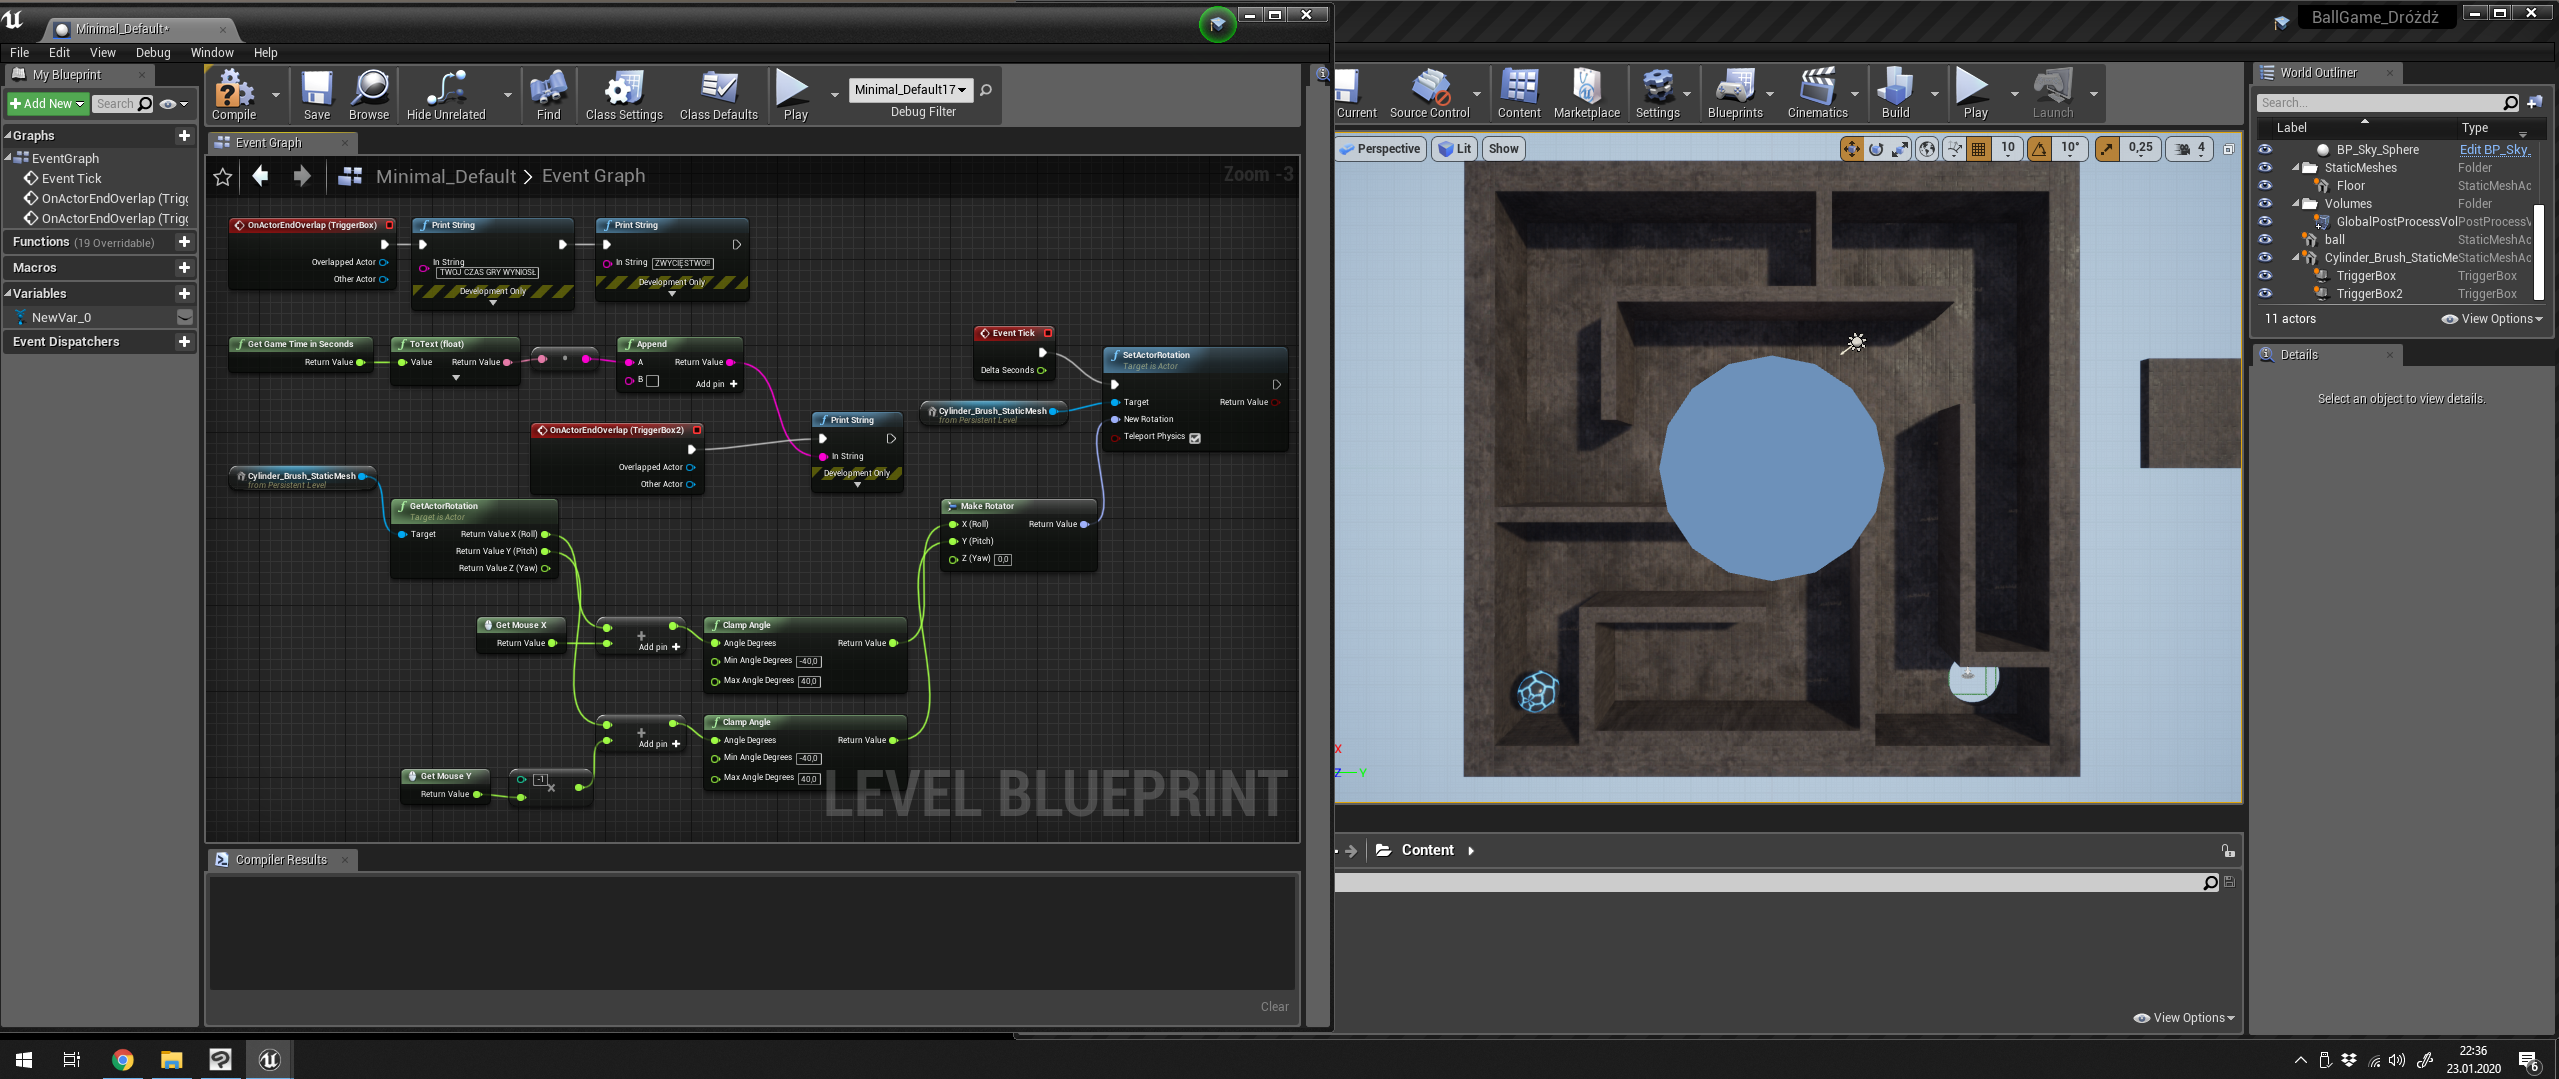 Minimal_Default*
BallGame_Dróżdż
File Edit View Debug Window Help
My Blueprint
Add New
Search
Graphs
EventGraph
Event Tick
OnActorEndOverlap (Trigg
OnActorEndOverlap (Trigg
Functions (19 Overridable)
Macros
Variables
NewVar_0
Event Dispatchers
Compile
Save
Browse
Hide Unrelated
Find
Class Settings
Class Defaults
Play
Minimal_Default17
Debug Filter
Event Graph
Minimal_Default > Event Graph
Zoom -3
OnActorEndOverlap (TriggerBox)
Overlapped Actor
Other Actor
Print String
In String
TWOJ CZAS GRY WYNIOSŁ
Development Only
Print String
In String ZWYCIĘSTWO!!
Development Only
Get Game Time in Seconds
Return Value
ToText (float)
Value Return Value
Append
A Return Value
B Add pin
Event Tick
Delta Seconds
SetActorRotation
Target is Actor
Target Return Value
New Rotation
Teleport Physics
Cylinder_Brush_StaticMesh
from Persistent Level
OnActorEndOverlap (TriggerBox2)
Overlapped Actor
Other Actor
Print String
In String
Development Only
Cylinder_Brush_StaticMesh
from Persistent Level
GetActorRotation
Target is Actor
Target Return Value X (Roll)
Return Value Y (Pitch)
Return Value Z (Yaw)
Make Rotator
X (Roll) Return Value
Y (Pitch)
Z (Yaw) 0,0
Get Mouse X
Return Value
Add pin
Clamp Angle
Angle Degrees Return Value
Min Angle Degrees -40,0
Max Angle Degrees 40,0
Add pin
Clamp Angle
Angle Degrees Return Value
Min Angle Degrees -40,0
Max Angle Degrees 40,0
Get Mouse Y
Return Value
-1
LEVEL BLUEPRINT
Compiler Results
Clear
Current
Source Control
Content
Marketplace
Settings
Blueprints
Cinematics
Build
Play
Launch
Perspective
Lit
Show
10
10°
0,25
4
X
Z Y
Content
View Options
World Outliner
Search...
Label Type
BP_Sky_Sphere Edit BP_Sky_
StaticMeshes Folder
Floor StaticMeshAc
Volumes Folder
GlobalPostProcessVol PostProcessV
ball StaticMeshAc
Cylinder_Brush_StaticMe StaticMeshAc
TriggerBox TriggerBox
TriggerBox2 TriggerBox
11 actors
View Options
Details
Select an object to view details.
22:36
23.01.2020
6